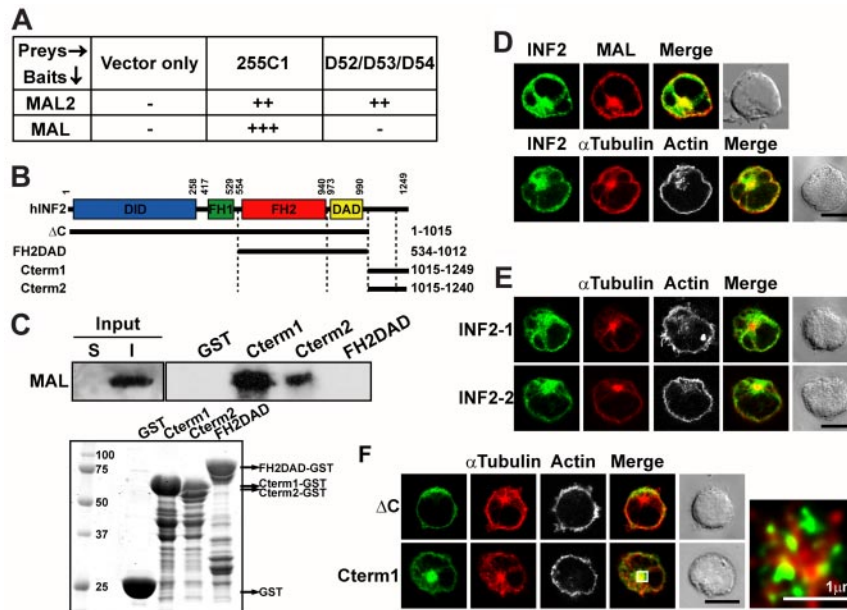 A
Preys→ Vector only 255C1 D52/D53/D54
Baits↓
MAL2 - ++ ++
MAL - +++ -
B
1 258 417 529 554 940 973 990 1249
hINF2 DID FH1 FH2 DAD
ΔC 1-1015
FH2DAD 534-1012
Cterm1 1015-1249
Cterm2 1015-1240
C
Input
S I GST Cterm1 Cterm2 FH2DAD
MAL
GST Cterm1 Cterm2 FH2DAD
100
75
50
37
25
FH2DAD-GST
Cterm1-GST
Cterm2-GST
GST
D
INF2 MAL Merge
INF2 αTubulin Actin Merge
E
αTubulin Actin Merge
INF2-1
INF2-2
F
αTubulin Actin Merge
ΔC
Cterm1
1μm